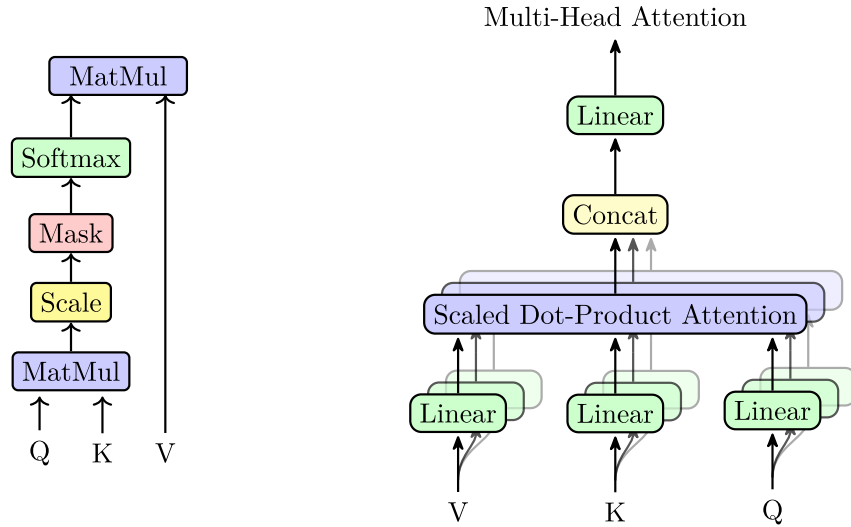 MatMul
Softmax
Mask
Scale
MatMul
Q K V
Multi-Head Attention
Linear
Concat
Scaled Dot-Product Attention
Linear Linear Linear
V K Q